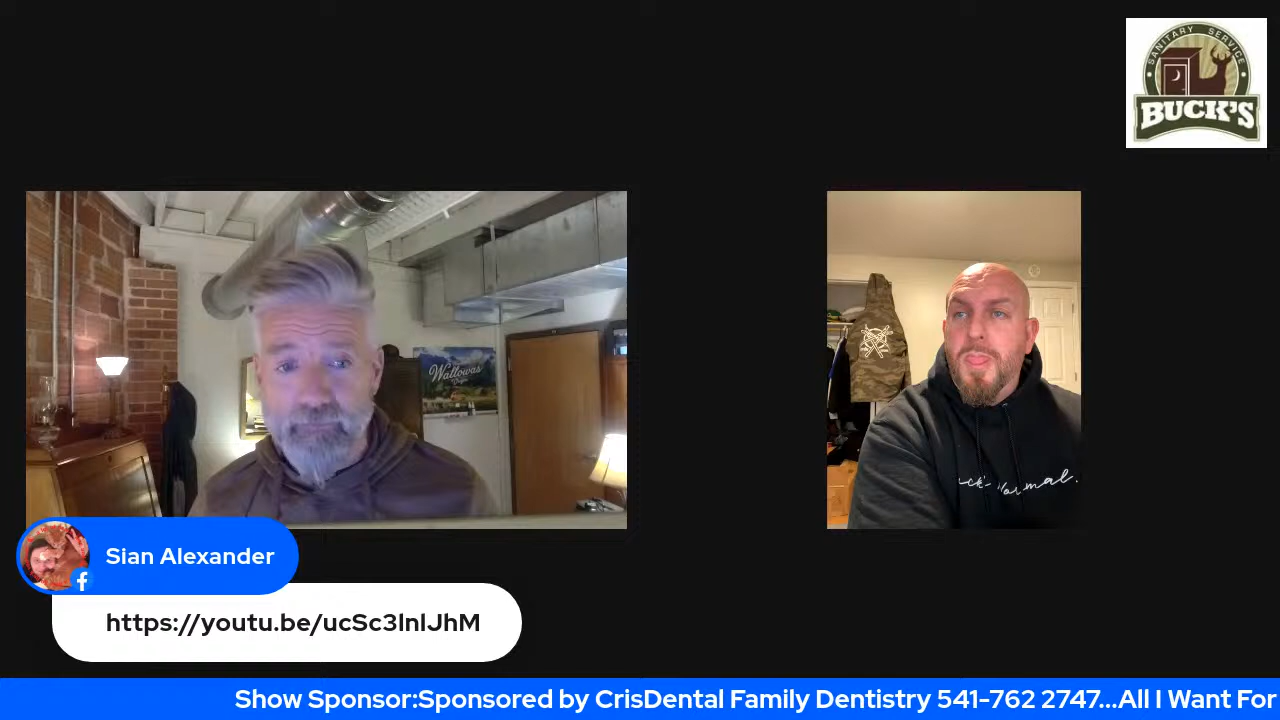 SANITARY SERVICE
BUCK'S
Wallowas
Normal.
Sian Alexander
https://youtu.be/ucSc3lnlJhM
Show Sponsor:Sponsored by CrisDental Family Dentistry 541-762 2747...All I Want For